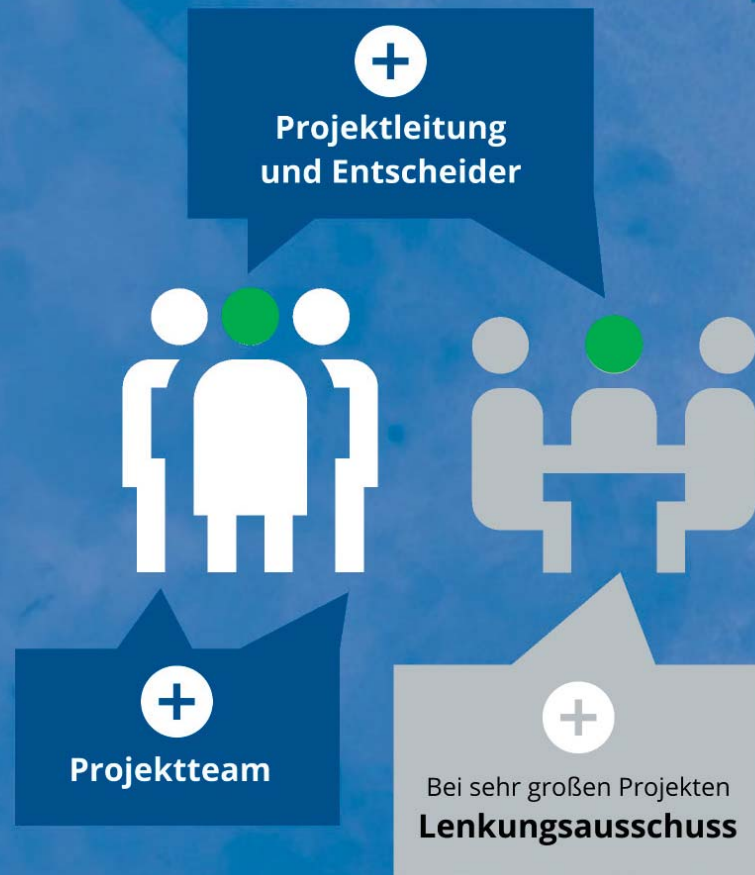 Projektleitung
und Entscheider
Projektteam
Bei sehr großen Projekten
Lenkungsausschuss